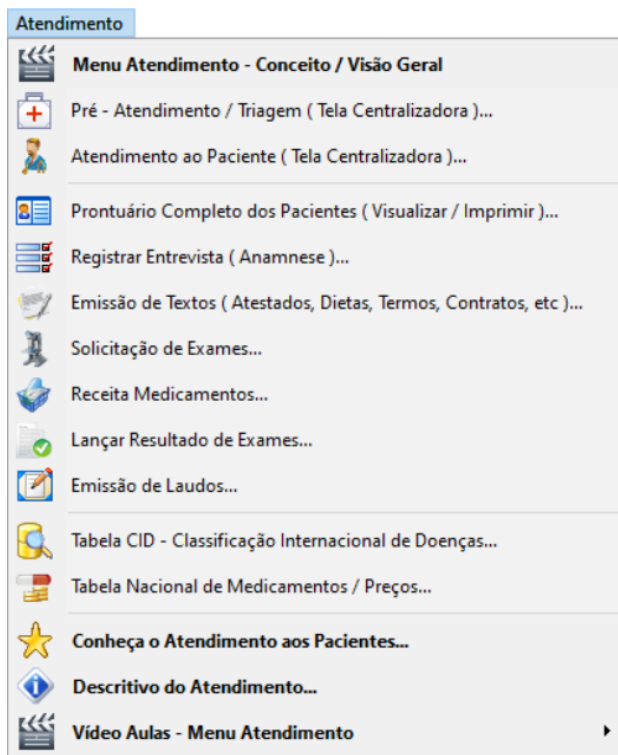 Atendimento
Menu Atendimento - Conceito / Visão Geral
Pré - Atendimento / Triagem ( Tela Centralizadora )...
Atendimento ao Paciente ( Tela Centralizadora )...
Prontuário Completo dos Pacientes ( Visualizar / Imprimir )...
Registrar Entrevista ( Anamnese )...
Emissão de Textos ( Atestados, Dietas, Termos, Contratos, etc )...
Solicitação de Exames...
Receita Medicamentos...
Lançar Resultado de Exames...
Emissão de Laudos...
Tabela CID - Classificação Internacional de Doenças...
Tabela Nacional de Medicamentos / Preços...
Conheça o Atendimento aos Pacientes...
Descritivo do Atendimento...
Vídeo Aulas - Menu Atendimento